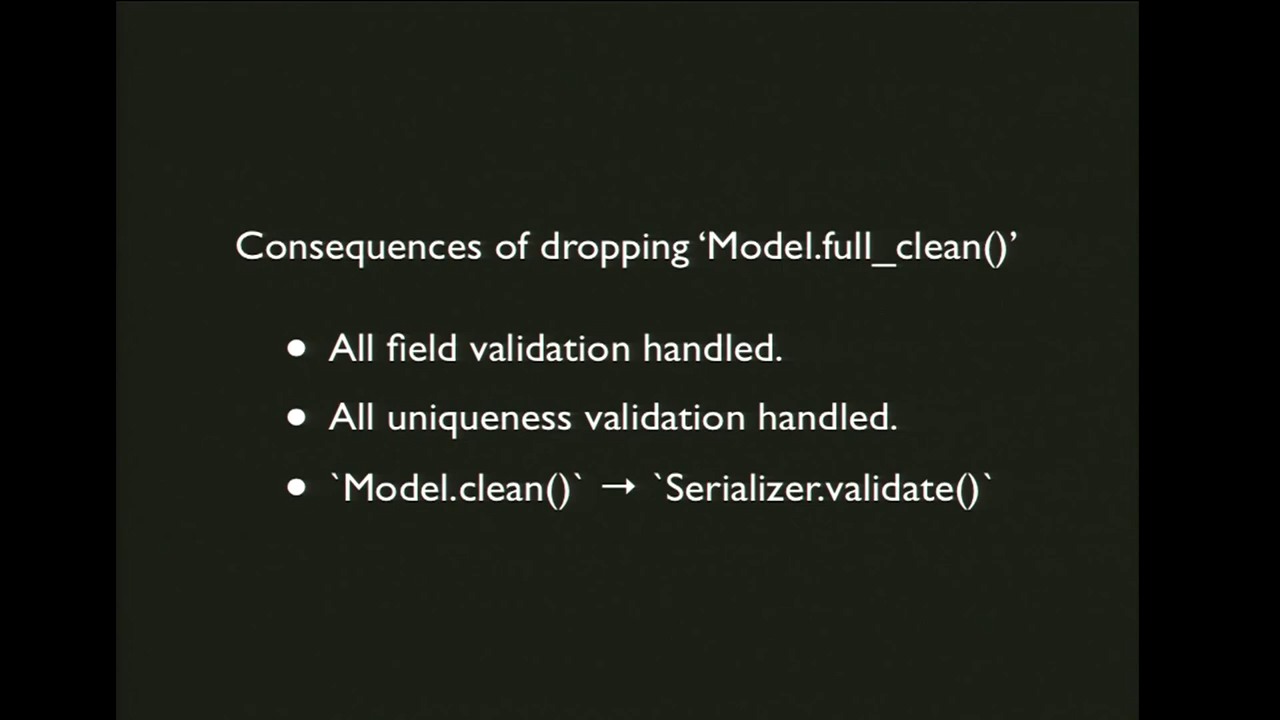 Consequences of dropping ‘Model.full_clean()’
● All field validation handled.
● All uniqueness validation handled.
● `Model.clean()` → `Serializer.validate()`